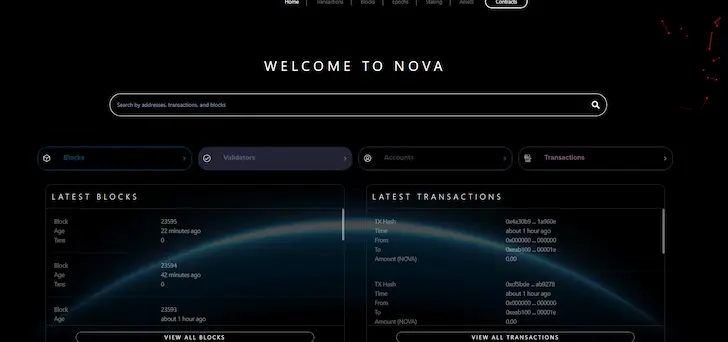 Home | Transactions | Blocks | Epochs | Staking | Assets | Contracts
WELCOME TO NOVA
Search by addresses, transactions, and blocks
Blocks
Validators
Accounts
Transactions
LATEST BLOCKS
Block 23595
Age 22 minutes ago
Txns 0
Block 23594
Age 42 minutes ago
Txns 0
Block 23593
Age about 1 hour ago
VIEW ALL BLOCKS
LATEST TRANSACTIONS
TX Hash 0x4e30b9 ... 1a960e
Time about 1 hour ago
From 0x000000 ... 000000
To 0xeab100 ... 00001e
Amount (NOVA) 0.00
TX Hash 0xcf5bde ... ab9278
Time about 1 hour ago
From 0x000000 ... 000000
To 0xeab100 ... 00001e
Amount (NOVA) 0.00
VIEW ALL TRANSACTIONS